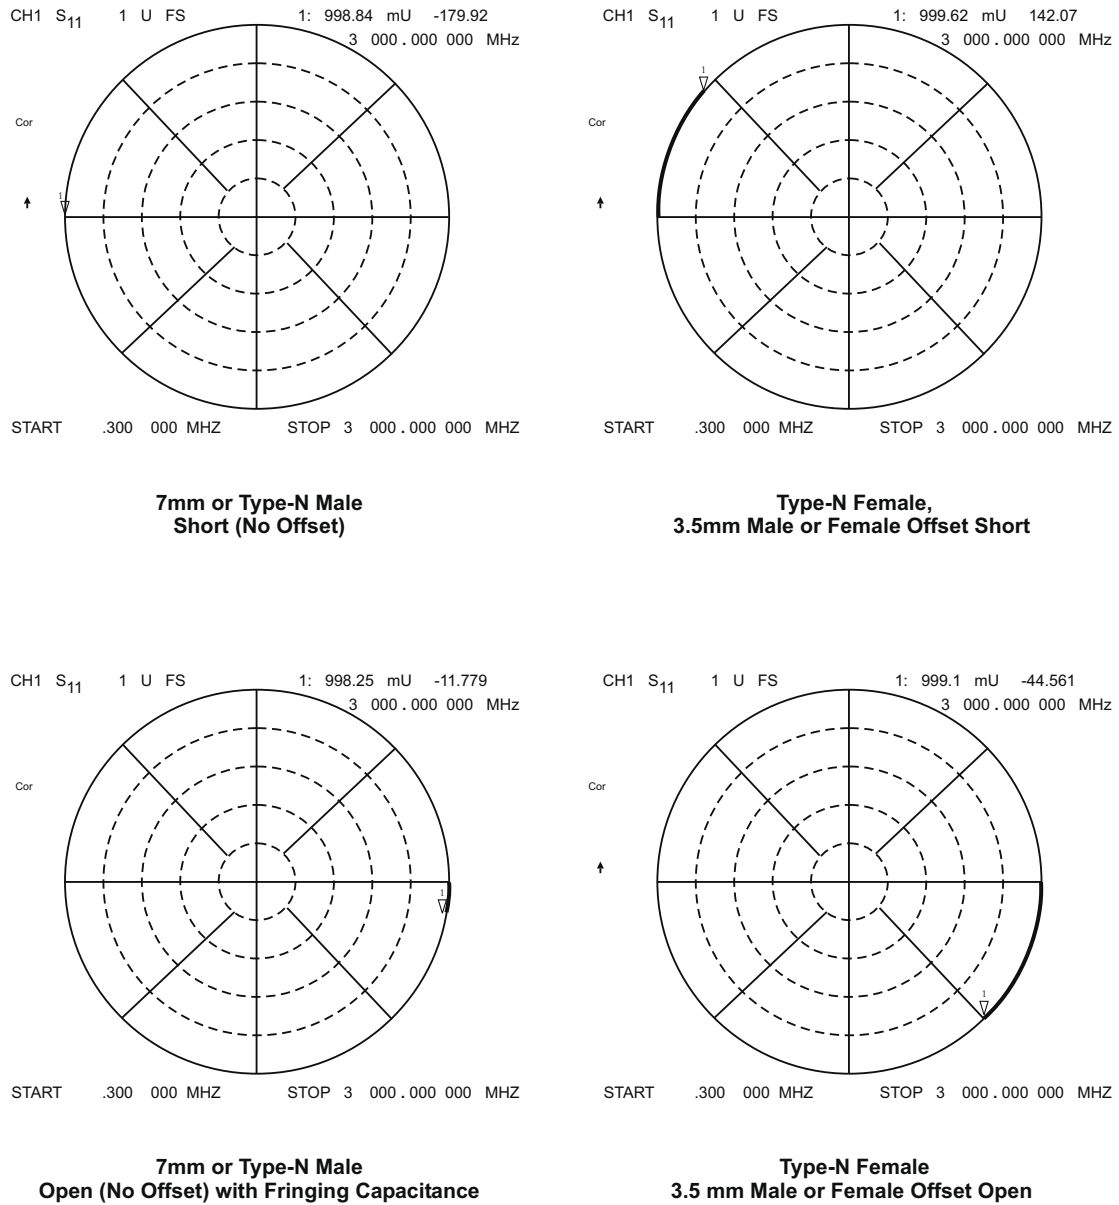 CH1 S11 1 U FS 1: 998.84 mU -179.92
3 000.000 000 MHz
1
Cor
START .300 000 MHZ STOP 3 000.000 000 MHZ
7mm or Type-N Male
Short (No Offset)
CH1 S11 1 U FS 1: 999.62 mU 142.07
3 000.000 000 MHz
1
Cor
START .300 000 MHZ STOP 3 000.000 000 MHZ
Type-N Female,
3.5mm Male or Female Offset Short
CH1 S11 1 U FS 1: 998.25 mU -11.779
3 000.000 000 MHz
Cor
1
START .300 000 MHZ STOP 3 000.000 000 MHZ
7mm or Type-N Male
Open (No Offset) with Fringing Capacitance
CH1 S11 1 U FS 1: 999.1 mU -44.561
3 000.000 000 MHz
Cor
1
START .300 000 MHZ STOP 3 000.000 000 MHZ
Type-N Female
3.5 mm Male or Female Offset Open